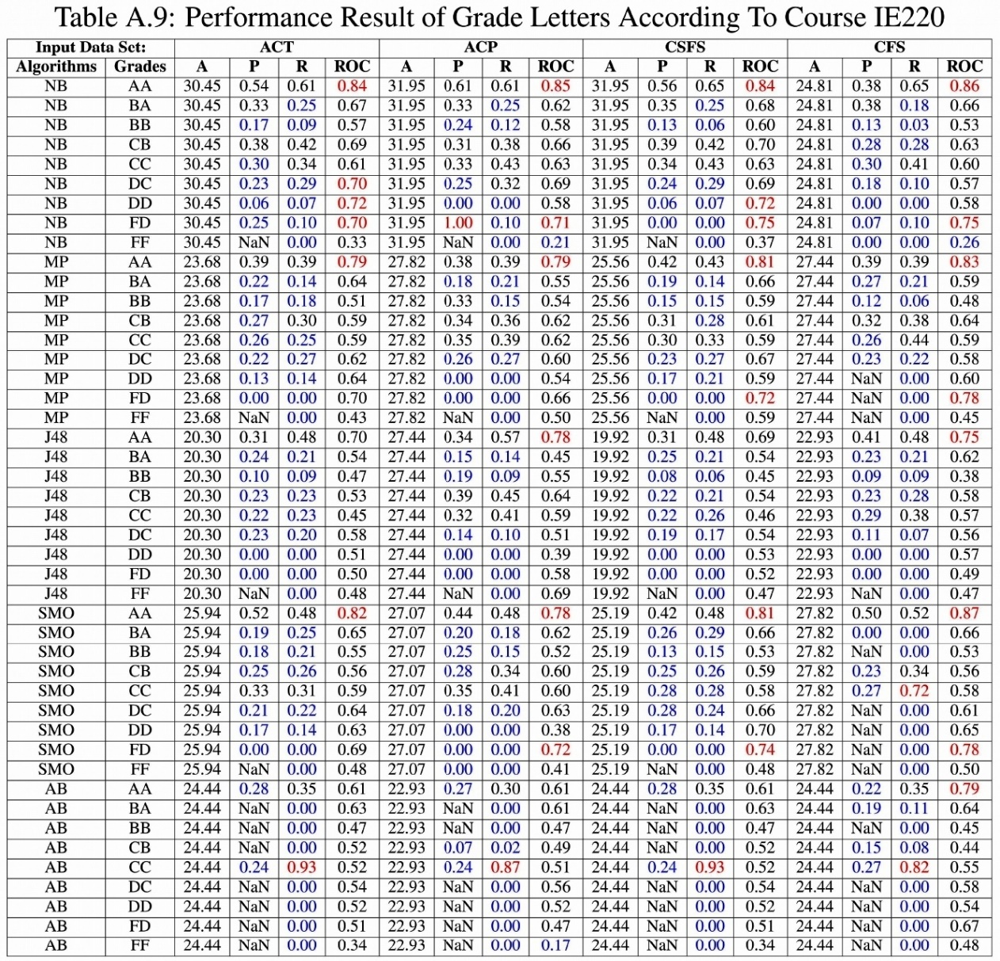 Table A.9: Performance Result of Grade Letters According To Course IE220
Input Data Set: ACT ACP CSFS CFS
Algorithms Grades A P R ROC A P R ROC A P R ROC A P R ROC
NB AA 30.45 0.54 0.61 0.84 31.95 0.61 0.61 0.85 31.95 0.56 0.65 0.84 24.81 0.38 0.65 0.86
NB BA 30.45 0.33 0.25 0.67 31.95 0.33 0.25 0.62 31.95 0.35 0.25 0.68 24.81 0.38 0.18 0.66
NB BB 30.45 0.17 0.09 0.57 31.95 0.24 0.12 0.58 31.95 0.13 0.06 0.60 24.81 0.13 0.03 0.53
NB CB 30.45 0.38 0.42 0.69 31.95 0.31 0.38 0.66 31.95 0.39 0.42 0.70 24.81 0.28 0.28 0.63
NB CC 30.45 0.30 0.34 0.61 31.95 0.33 0.43 0.63 31.95 0.34 0.43 0.63 24.81 0.30 0.41 0.60
NB DC 30.45 0.23 0.29 0.70 31.95 0.25 0.32 0.69 31.95 0.24 0.29 0.69 24.81 0.18 0.10 0.57
NB DD 30.45 0.06 0.07 0.72 31.95 0.00 0.00 0.58 31.95 0.06 0.07 0.72 24.81 0.00 0.00 0.58
NB FD 30.45 0.25 0.10 0.70 31.95 1.00 0.10 0.71 31.95 0.00 0.00 0.75 24.81 0.07 0.10 0.75
NB FF 30.45 NaN 0.00 0.33 31.95 NaN 0.00 0.21 31.95 NaN 0.00 0.37 24.81 0.00 0.00 0.26
MP AA 23.68 0.39 0.39 0.79 27.82 0.38 0.39 0.79 25.56 0.42 0.43 0.81 27.44 0.39 0.39 0.83
MP BA 23.68 0.22 0.14 0.64 27.82 0.18 0.21 0.55 25.56 0.19 0.14 0.66 27.44 0.27 0.21 0.59
MP BB 23.68 0.17 0.18 0.51 27.82 0.33 0.15 0.54 25.56 0.15 0.15 0.59 27.44 0.12 0.06 0.48
MP CB 23.68 0.27 0.30 0.59 27.82 0.34 0.36 0.62 25.56 0.31 0.28 0.61 27.44 0.32 0.38 0.64
MP CC 23.68 0.26 0.25 0.59 27.82 0.35 0.39 0.62 25.56 0.30 0.33 0.59 27.44 0.26 0.44 0.59
MP DC 23.68 0.22 0.27 0.62 27.82 0.26 0.27 0.60 25.56 0.23 0.27 0.67 27.44 0.23 0.22 0.58
MP DD 23.68 0.13 0.14 0.64 27.82 0.00 0.00 0.54 25.56 0.17 0.21 0.59 27.44 NaN 0.00 0.60
MP FD 23.68 0.00 0.00 0.70 27.82 0.00 0.00 0.66 25.56 0.00 0.00 0.72 27.44 NaN 0.00 0.78
MP FF 23.68 NaN 0.00 0.43 27.82 NaN 0.00 0.50 25.56 NaN 0.00 0.59 27.44 NaN 0.00 0.45
J48 AA 20.30 0.31 0.48 0.70 27.44 0.34 0.57 0.78 19.92 0.31 0.48 0.69 22.93 0.41 0.48 0.75
J48 BA 20.30 0.24 0.21 0.54 27.44 0.15 0.14 0.45 19.92 0.25 0.21 0.54 22.93 0.23 0.21 0.62
J48 BB 20.30 0.10 0.09 0.47 27.44 0.19 0.09 0.55 19.92 0.08 0.06 0.45 22.93 0.09 0.09 0.38
J48 CB 20.30 0.23 0.23 0.53 27.44 0.39 0.45 0.64 19.92 0.22 0.21 0.54 22.93 0.23 0.28 0.58
J48 CC 20.30 0.22 0.23 0.45 27.44 0.32 0.41 0.59 19.92 0.22 0.26 0.46 22.93 0.29 0.38 0.57
J48 DC 20.30 0.23 0.20 0.58 27.44 0.14 0.10 0.51 19.92 0.19 0.17 0.54 22.93 0.11 0.07 0.56
J48 DD 20.30 0.00 0.00 0.51 27.44 0.00 0.00 0.39 19.92 0.00 0.00 0.53 22.93 0.00 0.00 0.57
J48 FD 20.30 0.00 0.00 0.50 27.44 0.00 0.00 0.58 19.92 0.00 0.00 0.52 22.93 0.00 0.00 0.49
J48 FF 20.30 NaN 0.00 0.48 27.44 NaN 0.00 0.69 19.92 NaN 0.00 0.47 22.93 NaN 0.00 0.47
SMO AA 25.94 0.52 0.48 0.82 27.07 0.44 0.48 0.78 25.19 0.42 0.48 0.81 27.82 0.50 0.52 0.87
SMO BA 25.94 0.19 0.25 0.65 27.07 0.20 0.18 0.62 25.19 0.26 0.29 0.66 27.82 0.00 0.00 0.66
SMO BB 25.94 0.18 0.21 0.55 27.07 0.25 0.15 0.52 25.19 0.13 0.15 0.53 27.82 NaN 0.00 0.53
SMO CB 25.94 0.25 0.26 0.56 27.07 0.28 0.34 0.60 25.19 0.25 0.26 0.59 27.82 0.23 0.34 0.56
SMO CC 25.94 0.33 0.31 0.59 27.07 0.35 0.41 0.60 25.19 0.28 0.28 0.58 27.82 0.27 0.72 0.58
SMO DC 25.94 0.21 0.22 0.64 27.07 0.18 0.20 0.63 25.19 0.28 0.24 0.66 27.82 NaN 0.00 0.61
SMO DD 25.94 0.17 0.14 0.63 27.07 0.00 0.00 0.38 25.19 0.17 0.14 0.70 27.82 NaN 0.00 0.65
SMO FD 25.94 0.00 0.00 0.69 27.07 0.00 0.00 0.72 25.19 0.00 0.00 0.74 27.82 NaN 0.00 0.78
SMO FF 25.94 NaN 0.00 0.48 27.07 0.00 0.00 0.41 25.19 NaN 0.00 0.48 27.82 NaN 0.00 0.50
AB AA 24.44 0.28 0.35 0.61 22.93 0.27 0.30 0.61 24.44 0.28 0.35 0.61 24.44 0.22 0.35 0.79
AB BA 24.44 NaN 0.00 0.63 22.93 NaN 0.00 0.61 24.44 NaN 0.00 0.63 24.44 0.19 0.11 0.64
AB BB 24.44 NaN 0.00 0.47 22.93 NaN 0.00 0.47 24.44 NaN 0.00 0.47 24.44 NaN 0.00 0.45
AB CB 24.44 NaN 0.00 0.52 22.93 0.07 0.02 0.49 24.44 NaN 0.00 0.52 24.44 0.15 0.08 0.44
AB CC 24.44 0.24 0.93 0.52 22.93 0.24 0.87 0.51 24.44 0.24 0.93 0.52 24.44 0.27 0.82 0.55
AB DC 24.44 NaN 0.00 0.54 22.93 NaN 0.00 0.56 24.44 NaN 0.00 0.54 24.44 NaN 0.00 0.58
AB DD 24.44 NaN 0.00 0.52 22.93 NaN 0.00 0.52 24.44 NaN 0.00 0.52 24.44 NaN 0.00 0.54
AB FD 24.44 NaN 0.00 0.51 22.93 NaN 0.00 0.47 24.44 NaN 0.00 0.51 24.44 NaN 0.00 0.67
AB FF 24.44 NaN 0.00 0.34 22.93 NaN 0.00 0.17 24.44 NaN 0.00 0.34 24.44 NaN 0.00 0.48